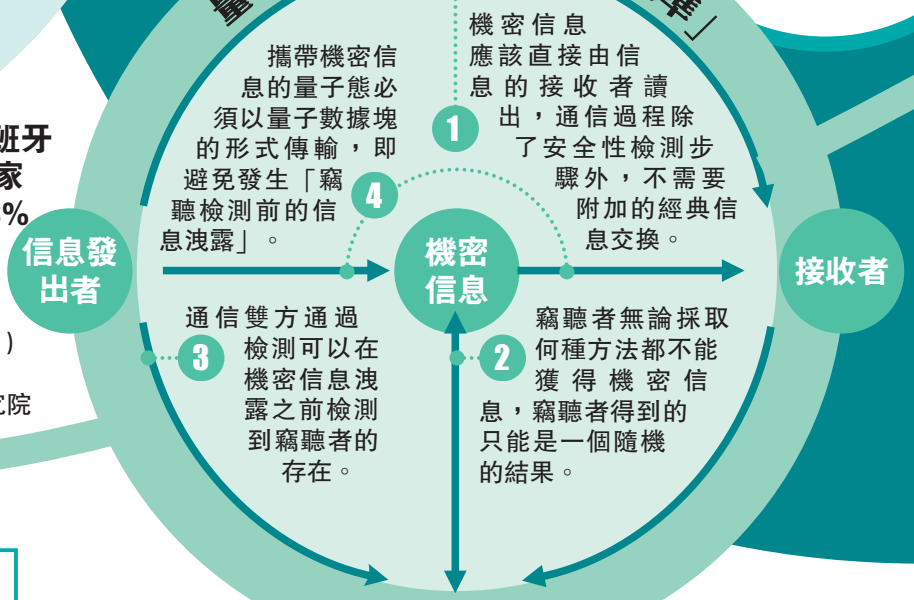 量
準」
機密信息
應該直接由信
息的接收者讀
出，通信過程除
了安全性檢測步
驟外，不需要
附加的經典信
息交換。
1
攜帶機密信
息的量子態必
須以量子數據塊
的形式傳輸，即
避免發生「竊
聽檢測前的信
息洩露」。
4
班牙
家
%
信息發
出者
機密
信息
接收者
）
究院
通信雙方通過
檢測可以在
機密信息洩
露之前檢測
到竊聽者的
存在。
3
竊聽者無論採取
何種方法都不能
獲得機密信
息，竊聽者得到的
只能是一個隨機
的結果。
2